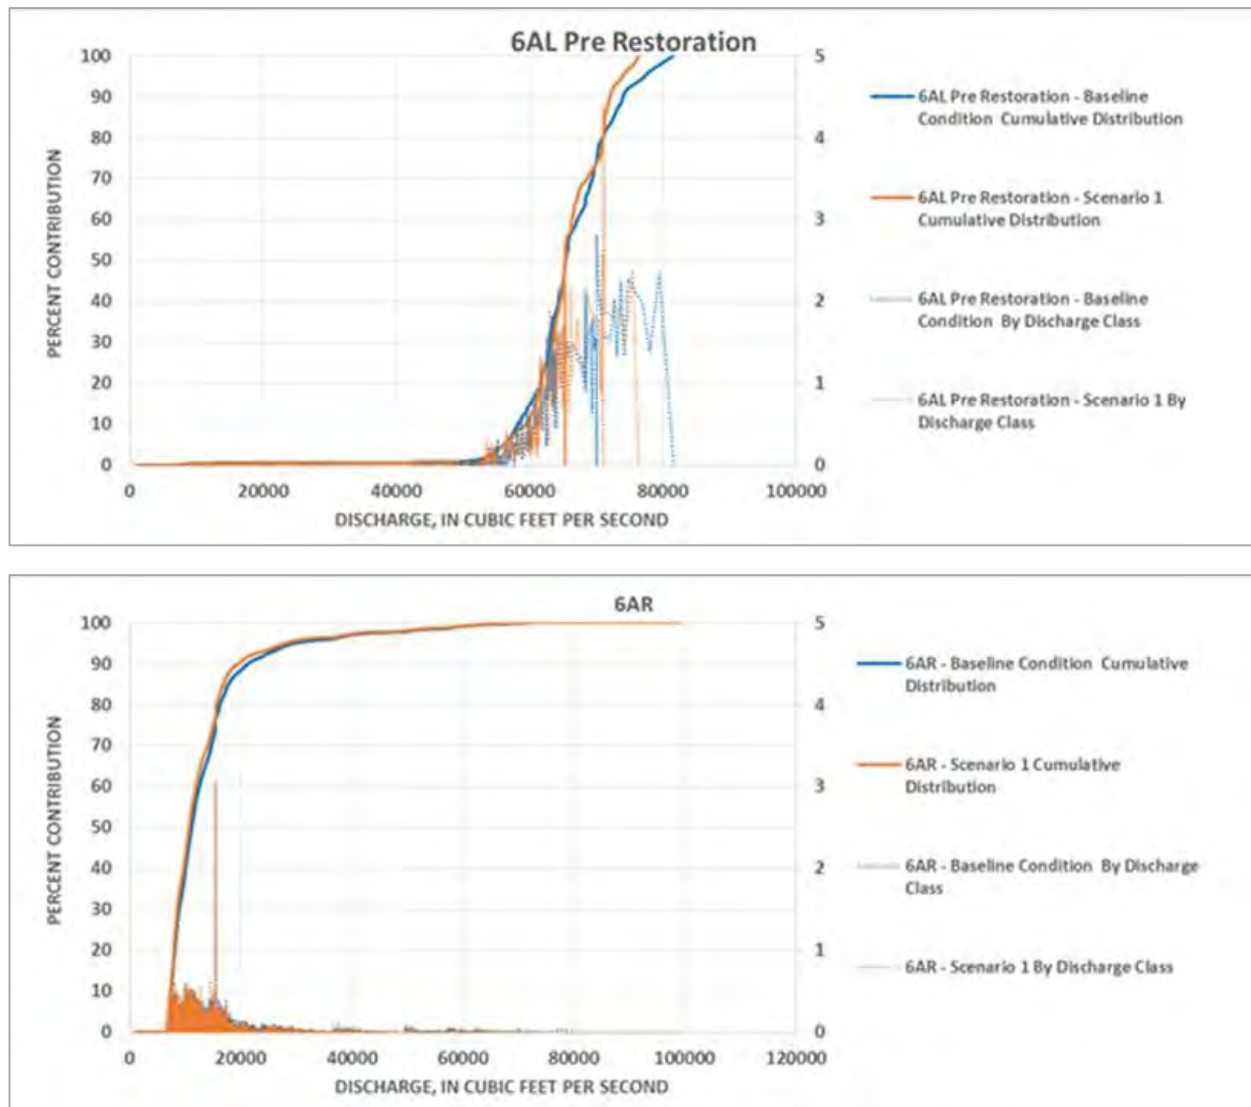 6AL Pre Restoration
100
90
80
70
60
50
40
30
20
10
0
PERCENT CONTRIBUTION
5
4
3
2
1
0
0 20000 40000 60000 80000 100000
DISCHARGE, IN CUBIC FEET PER SECOND
6AL Pre Restoration - Baseline
Condition Cumulative Distribution
6AL Pre Restoration - Scenario 1
Cumulative Distribution
6AL Pre Restoration - Baseline
Condition By Discharge Class
6AL Pre Restoration - Scenario 1 By
Discharge Class
6AR
100
90
80
70
60
50
40
30
20
10
0
PERCENT CONTRIBUTION
5
4
3
2
1
0
0 20000 40000 60000 80000 100000 120000
DISCHARGE, IN CUBIC FEET PER SECOND
6AR - Baseline Condition Cumulative
Distribution
6AR - Scenario 1 Cumulative
Distribution
6AR - Baseline Condition By Discharge
Class
6AR - Scenario 1 By Discharge Class